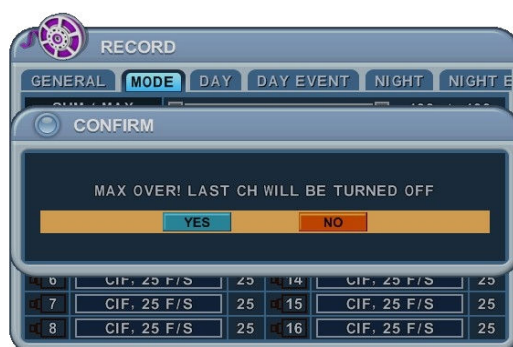 RECORD
GENERAL MODE DAY DAY EVENT NIGHT NIGHT E
CONFIRM
MAX OVER! LAST CH WILL BE TURNED OFF
YES NO
6 CIF, 25 F/S 25 14 CIF, 25 F/S 25
7 CIF, 25 F/S 25 15 CIF, 25 F/S 25
8 CIF, 25 F/S 25 16 CIF, 25 F/S 25